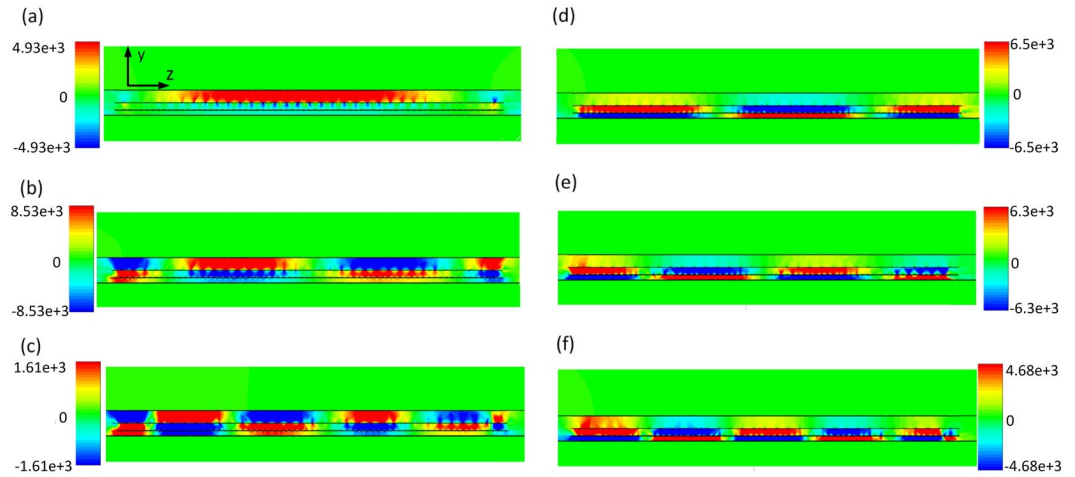 (a)
4.93e+3
0
-4.93e+3
y
z
(b)
8.53e+3
0
-8.53e+3
(c)
1.61e+3
0
-1.61e+3
(d)
6.5e+3
0
-6.5e+3
(e)
6.3e+3
0
-6.3e+3
(f)
4.68e+3
0
-4.68e+3